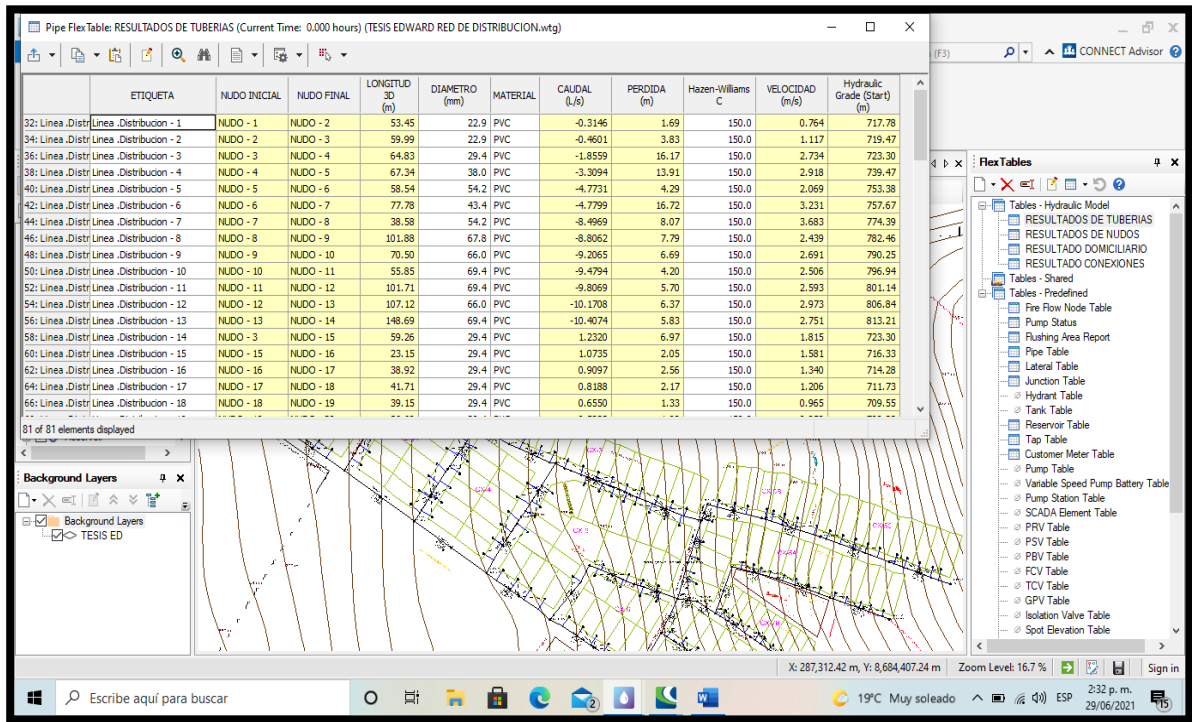 Pipe FlexTable: RESULTADOS DE TUBERIAS (Current Time: 0.000 hours) (TESIS EDWARD RED DE DISTRIBUCION.wtg)
(F3)
CONNECT Advisor
ETIQUETA NUDO INICIAL NUDO FINAL LONGITUD 3D (m) DIAMETRO (mm) MATERIAL CAUDAL (L/s) PERDIDA (m) Hazen-Williams C VELOCIDAD (m/s) Hydraulic Grade (Start) (m)
32: Linea .Distr Linea .Distribucion - 1 NUDO - 1 NUDO - 2 53.45 22.9 PVC -0.3146 1.69 150.0 0.764 717.78
34: Linea .Distr Linea .Distribucion - 2 NUDO - 2 NUDO - 3 59.99 22.9 PVC -0.4601 3.83 150.0 1.117 719.47
36: Linea .Distr Linea .Distribucion - 3 NUDO - 3 NUDO - 4 64.83 29.4 PVC -1.8559 16.17 150.0 2.734 723.30
38: Linea .Distr Linea .Distribucion - 4 NUDO - 4 NUDO - 5 67.34 38.0 PVC -3.3094 13.91 150.0 2.918 739.47
40: Linea .Distr Linea .Distribucion - 5 NUDO - 5 NUDO - 6 58.54 54.2 PVC -4.7731 4.29 150.0 2.069 753.38
42: Linea .Distr Linea .Distribucion - 6 NUDO - 6 NUDO - 7 77.78 43.4 PVC -4.7799 16.72 150.0 3.231 757.67
44: Linea .Distr Linea .Distribucion - 7 NUDO - 7 NUDO - 8 38.58 54.2 PVC -8.4969 8.07 150.0 3.683 774.39
46: Linea .Distr Linea .Distribucion - 8 NUDO - 8 NUDO - 9 101.88 67.8 PVC -8.8062 7.79 150.0 2.439 782.46
48: Linea .Distr Linea .Distribucion - 9 NUDO - 9 NUDO - 10 70.50 66.0 PVC -9.2065 6.69 150.0 2.691 790.25
50: Linea .Distr Linea .Distribucion - 10 NUDO - 10 NUDO - 11 55.85 69.4 PVC -9.4794 4.20 150.0 2.506 796.94
52: Linea .Distr Linea .Distribucion - 11 NUDO - 11 NUDO - 12 101.71 69.4 PVC -9.8069 5.70 150.0 2.593 801.14
54: Linea .Distr Linea .Distribucion - 12 NUDO - 12 NUDO - 13 107.12 66.0 PVC -10.1708 6.37 150.0 2.973 806.84
56: Linea .Distr Linea .Distribucion - 13 NUDO - 13 NUDO - 14 148.69 69.4 PVC -10.4074 5.83 150.0 2.751 813.21
58: Linea .Distr Linea .Distribucion - 14 NUDO - 3 NUDO - 15 59.26 29.4 PVC 1.2320 6.97 150.0 1.815 723.30
60: Linea .Distr Linea .Distribucion - 15 NUDO - 15 NUDO - 16 23.15 29.4 PVC 1.0735 2.05 150.0 1.581 716.33
62: Linea .Distr Linea .Distribucion - 16 NUDO - 16 NUDO - 17 38.92 29.4 PVC 0.9097 2.56 150.0 1.340 714.28
64: Linea .Distr Linea .Distribucion - 17 NUDO - 17 NUDO - 18 41.71 29.4 PVC 0.8188 2.17 150.0 1.206 711.73
66: Linea .Distr Linea .Distribucion - 18 NUDO - 18 NUDO - 19 39.15 29.4 PVC 0.6550 1.33 150.0 0.965 709.55
81 of 81 elements displayed
FlexTables
Tables - Hydraulic Model
RESULTADOS DE TUBERIAS
RESULTADOS DE NUDOS
RESULTADO DOMICILIARIO
RESULTADO CONEXIONES
Tables - Shared
Tables - Predefined
Fire Flow Node Table
Pump Status
Flushing Area Report
Pipe Table
Lateral Table
Junction Table
Hydrant Table
Tank Table
Reservoir Table
Tap Table
Customer Meter Table
Pump Table
Variable Speed Pump Battery Table
Pump Station Table
SCADA Element Table
PRV Table
PSV Table
PBV Table
FCV Table
TCV Table
GPV Table
Isolation Valve Table
Spot Elevation Table
Background Layers
Background Layers
TESIS ED
X: 287,312.42 m, Y: 8,684,407.24 m Zoom Level: 16.7 % Sign in
Escribe aquí para buscar
2
19ºC Muy soleado
ESP
2:32 p. m.
29/06/2021
15